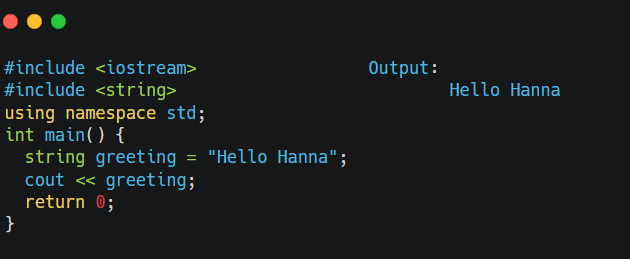 #include <iostream>
#include <string>
using namespace std;
int main() {
  string greeting = "Hello Hanna";
  cout << greeting;
  return 0;
}
Output:
Hello Hanna